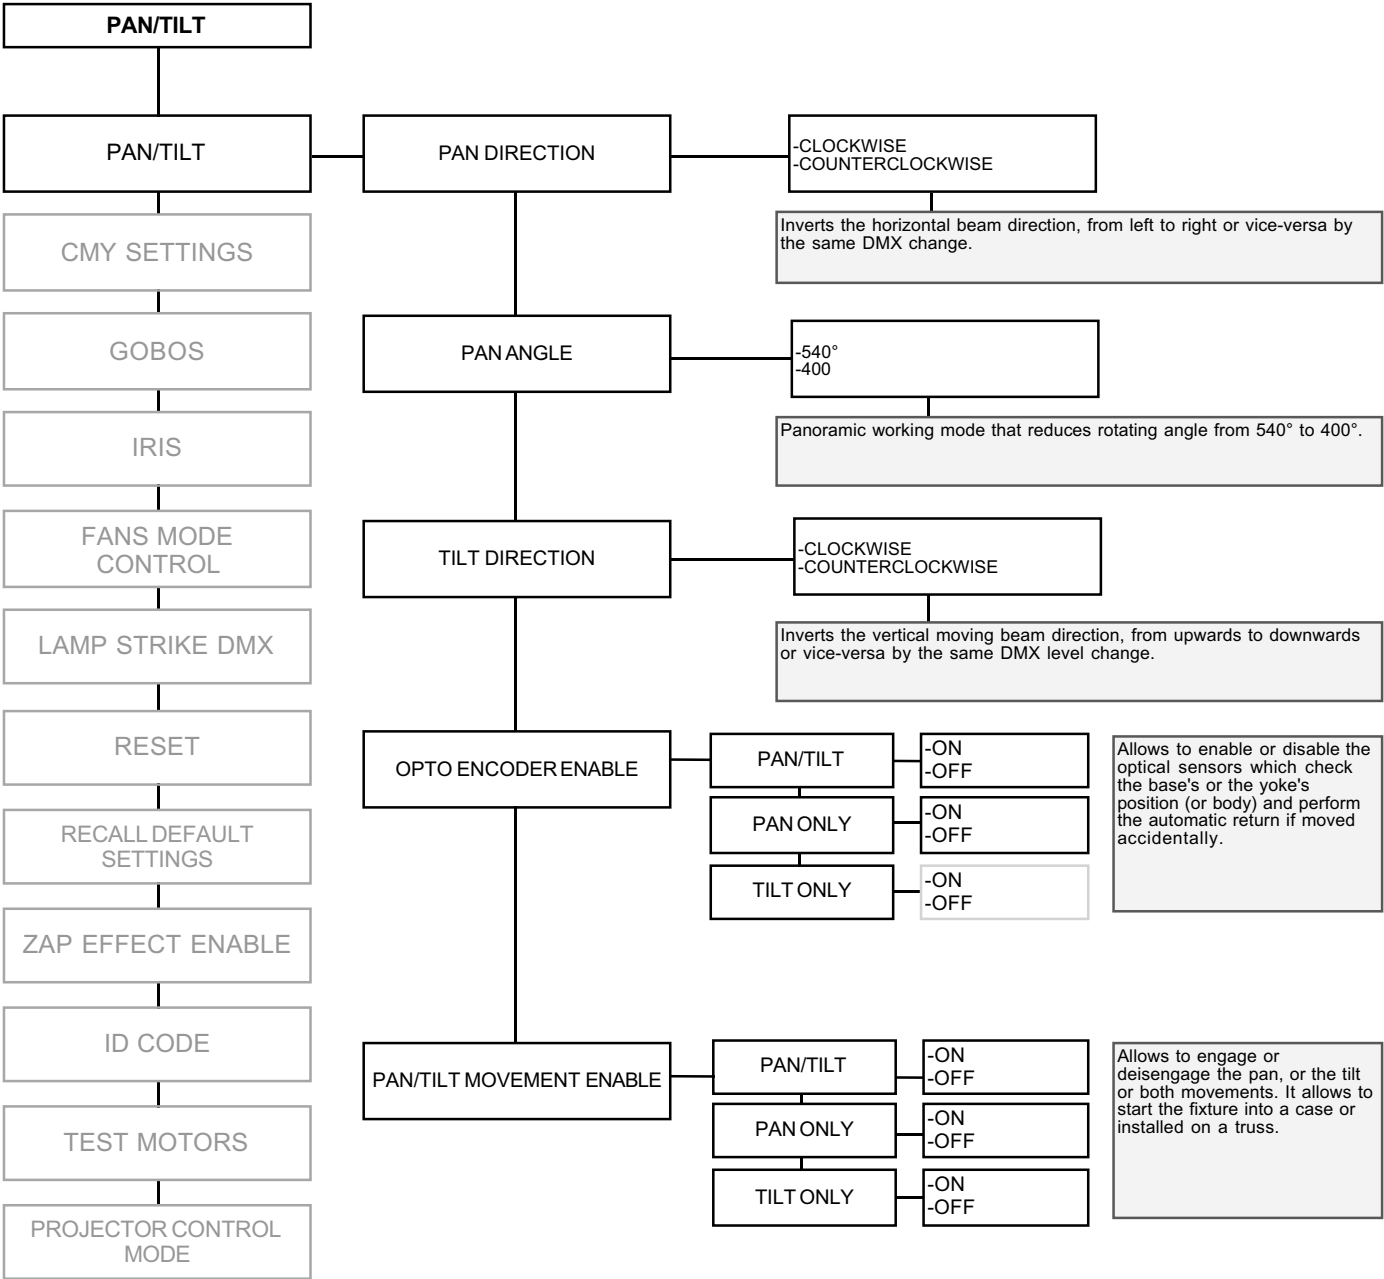 PAN/TILT
PAN/TILT
CMY SETTINGS
GOBOS
IRIS
FANS MODE
CONTROL
LAMP STRIKE DMX
RESET
RECALL DEFAULT
SETTINGS
ZAP EFFECT ENABLE
ID CODE
TEST MOTORS
PROJECTOR CONTROL
MODE
PAN DIRECTION
-CLOCKWISE
-COUNTERCLOCKWISE
Inverts the horizontal beam direction, from left to right or vice-versa by
the same DMX change.
PAN ANGLE
-540°
-400
Panoramic working mode that reduces rotating angle from 540° to 400°.
TILT DIRECTION
-CLOCKWISE
-COUNTERCLOCKWISE
Inverts the vertical moving beam direction, from upwards to downwards
or vice-versa by the same DMX level change.
OPTO ENCODER ENABLE
PAN/TILT
-ON
-OFF
PAN ONLY
-ON
-OFF
TILT ONLY
-ON
-OFF
Allows to enable or disable the
optical sensors which check
the base's or the yoke's
position (or body) and perform
the automatic return if moved
accidentally.
PAN/TILT MOVEMENT ENABLE
PAN/TILT
-ON
-OFF
PAN ONLY
-ON
-OFF
TILT ONLY
-ON
-OFF
Allows to engage or
deisengage the pan, or the tilt
or both movements. It allows to
start the fixture into a case or
installed on a truss.